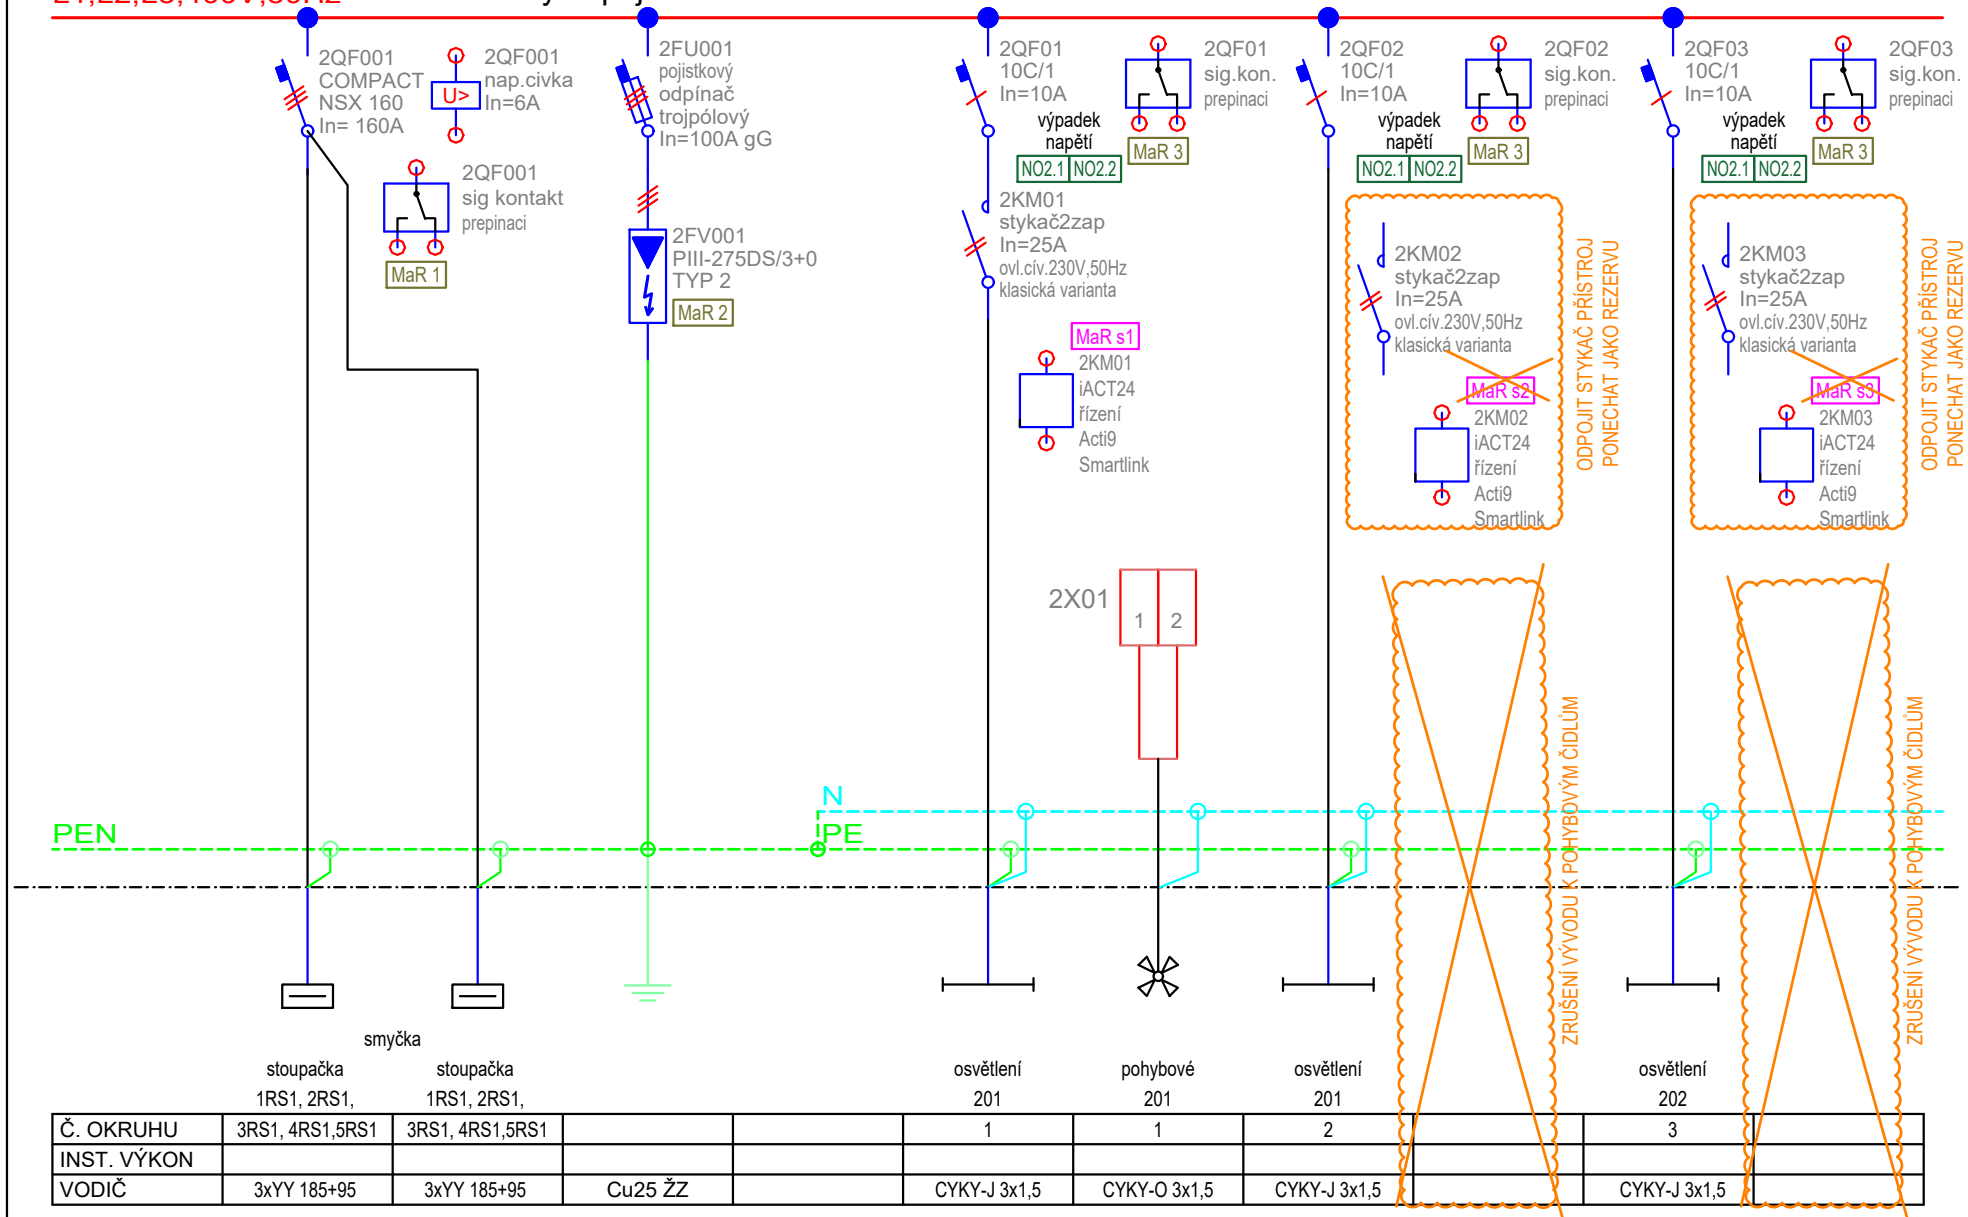 2QF001
COMPACT
NSX 160
In= 160A
2QF001
nap.civka
In=6A
U>
2QF001
sig kontakt
prepinaci
MaR 1
2FU001
pojistkový
odpínač
trojpólový
In=100A gG
2FV001
PIII-275DS/3+0
TYP 2
MaR 2
2QF01
10C/1
In=10A
výpadek
napětí
NO2.1 NO2.2
2QF01
sig.kon.
prepinaci
MaR 3
2KM01
stykač2zap
In=25A
ovl.cív.230V,50Hz
klasická varianta
MaR s1
2KM01
iACT24
řízení
Acti9
Smartlink
2X01
1 2
2QF02
10C/1
In=10A
výpadek
napětí
NO2.1 NO2.2
2QF02
sig.kon.
prepinaci
MaR 3
2KM02
stykač2zap
In=25A
ovl.cív.230V,50Hz
klasická varianta
MaR s2
2KM02
iACT24
řízení
Acti9
Smartlink
ODPOJIT STYKAČ PŘÍSTROJ
PONECHAT JAKO REZERVU
ZRUŠENÍ VÝVODU K POHYBOVÝM ČIDLŮM
2QF03
10C/1
In=10A
výpadek
napětí
NO2.1 NO2.2
2QF03
sig.kon.
prepinaci
MaR 3
2KM03
stykač2zap
In=25A
ovl.cív.230V,50Hz
klasická varianta
MaR s3
2KM03
iACT24
řízení
Acti9
Smartlink
ODPOJIT STYKAČ PŘÍSTROJ
PONECHAT JAKO REZERVU
ZRUŠENÍ VÝVODU K POHYBOVÝM ČIDLŮM
N
PEN
PE
smyčka
stoupačka stoupačka osvětlení pohybové osvětlení osvětlení
1RS1, 2RS1, 1RS1, 2RS1, 201 201 201 202
Č. OKRUHU 3RS1, 4RS1,5RS1 3RS1, 4RS1,5RS1 1 1 2 3
INST. VÝKON
VODIČ 3xYY 185+95 3xYY 185+95 Cu25 ŽZ CYKY-J 3x1,5 CYKY-O 3x1,5 CYKY-J 3x1,5 CYKY-J 3x1,5